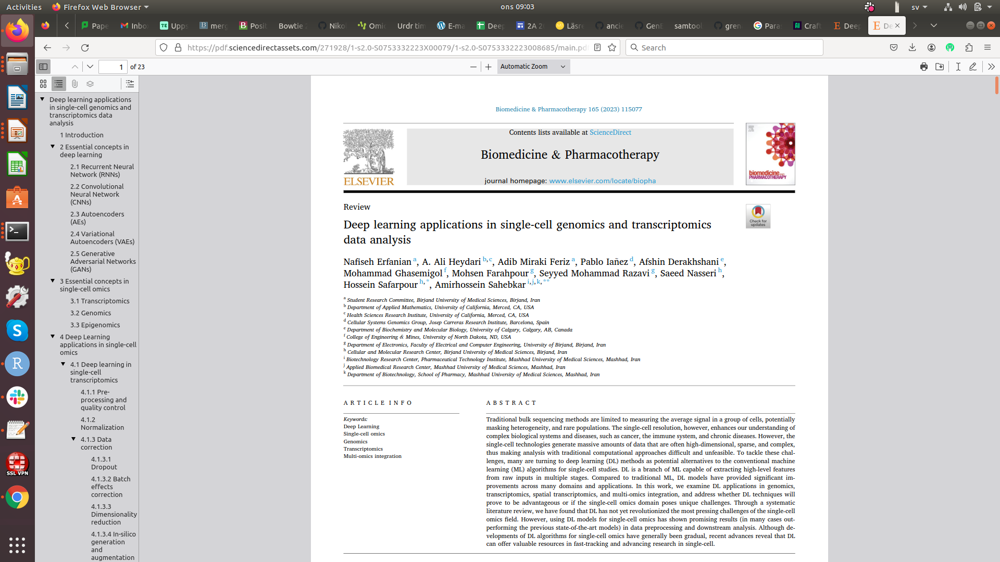 Activities
Firefox Web Browser
ons 09:03
sv
Pape
Inbo
Upps
merg
Posit
Bowtie 2
Nikol
Omic
Urdr tim
E-ma
Deep
2A 2
Läsre
ancie
GenE
samtool
gren
Para
Craft
Deep
De
https://pdf.sciencedirectassets.com/271928/1-s2.0-S0753332223X00079/1-s2.0-S0753332223008685/main.pd
Search
1 of 23
Automatic Zoom
Deep learning applications
in single-cell genomics and
transcriptomics data
analysis
1 Introduction
2 Essential concepts in
deep learning
2.1 Recurrent Neural
Network (RNNs)
2.2 Convolutional
Neural Network
(CNNs)
2.3 Autoencoders
(AEs)
2.4 Variational
Autoencoders (VAEs)
2.5 Generative
Adversarial Networks
(GANs)
3 Essential concepts in
single-cell omics
3.1 Transcriptomics
3.2 Genomics
3.3 Epigenomics
4 Deep Learning
applications in single-cell
omics
4.1 Deep learning in
single-cell
transcriptomics
4.1.1 Pre-
processing and
quality control
4.1.2
Normalization
4.1.3 Data
correction
4.1.3.1
Dropout
4.1.3.2 Batch
effects
correction
4.1.3.3
Dimensionality
reduction
4.1.3.4 In-silico
generation
and
augmentation
SSL VPN
Biomedicine & Pharmacotherapy 165 (2023) 115077
Contents lists available at ScienceDirect
Biomedicine & Pharmacotherapy
journal homepage: www.elsevier.com/locate/biopha
ELSEVIER
biomedicine AND
PHARMACOTHERAPY
Review
Check for
updates
Deep learning applications in single-cell genomics and transcriptomics
data analysis
Nafiseh Erfanian a, A. Ali Heydari b,c, Adib Miraki Feriz a, Pablo Iañez d, Afshin Derakhshani e,
Mohammad Ghasemigol f, Mohsen Farahpour g, Seyyed Mohammad Razavi g, Saeed Nasseri h,
Hossein Safarpour h,*, Amirhossein Sahebkar i,j,k,**
a Student Research Committee, Birjand University of Medical Sciences, Birjand, Iran
b Department of Applied Mathematics, University of California, Merced, CA, USA
c Health Sciences Research Institute, University of California, Merced, CA, USA
d Cellular Systems Genomics Group, Josep Carreras Research Institute, Barcelona, Spain
e Department of Biochemistry and Molecular Biology, University of Calgary, Calgary, AB, Canada
f College of Engineering & Mines, University of North Dakota, ND, USA
g Department of Electronics, Faculty of Electrical and Computer Engineering, University of Birjand, Birjand, Iran
h Cellular and Molecular Research Center, Birjand University of Medical Sciences, Birjand, Iran
i Biotechnology Research Center, Pharmaceutical Technology Institute, Mashhad University of Medical Sciences, Mashhad, Iran
j Applied Biomedical Research Center, Mashhad University of Medical Sciences, Mashhad, Iran
k Department of Biotechnology, School of Pharmacy, Mashhad University of Medical Sciences, Mashhad, Iran
ARTICLE INFO
Keywords:
Deep Learning
Single-cell omics
Genomics
Transcriptomics
Multi-omics integration
ABSTRACT
Traditional bulk sequencing methods are limited to measuring the average signal in a group of cells, potentially
masking heterogeneity, and rare populations. The single-cell resolution, however, enhances our understanding of
complex biological systems and diseases, such as cancer, the immune system, and chronic diseases. However, the
single-cell technologies generate massive amounts of data that are often high-dimensional, sparse, and complex,
thus making analysis with traditional computational approaches difficult and unfeasible. To tackle these chal-
lenges, many are turning to deep learning (DL) methods as potential alternatives to the conventional machine
learning (ML) algorithms for single-cell studies. DL is a branch of ML capable of extracting high-level features
from raw inputs in multiple stages. Compared to traditional ML, DL models have provided significant im-
provements across many domains and applications. In this work, we examine DL applications in genomics,
transcriptomics, spatial transcriptomics, and multi-omics integration, and address whether DL techniques will
prove to be advantageous or if the single-cell omics domain poses unique challenges. Through a systematic
literature review, we have found that DL has not yet revolutionized the most pressing challenges of the single-cell
omics field. However, using DL models for single-cell omics has shown promising results (in many cases out-
performing the previous state-of-the-art models) in data preprocessing and downstream analysis. Although de-
velopments of DL algorithms for single-cell omics have generally been gradual, recent advances reveal that DL
can offer valuable resources in fast-tracking and advancing research in single-cell.